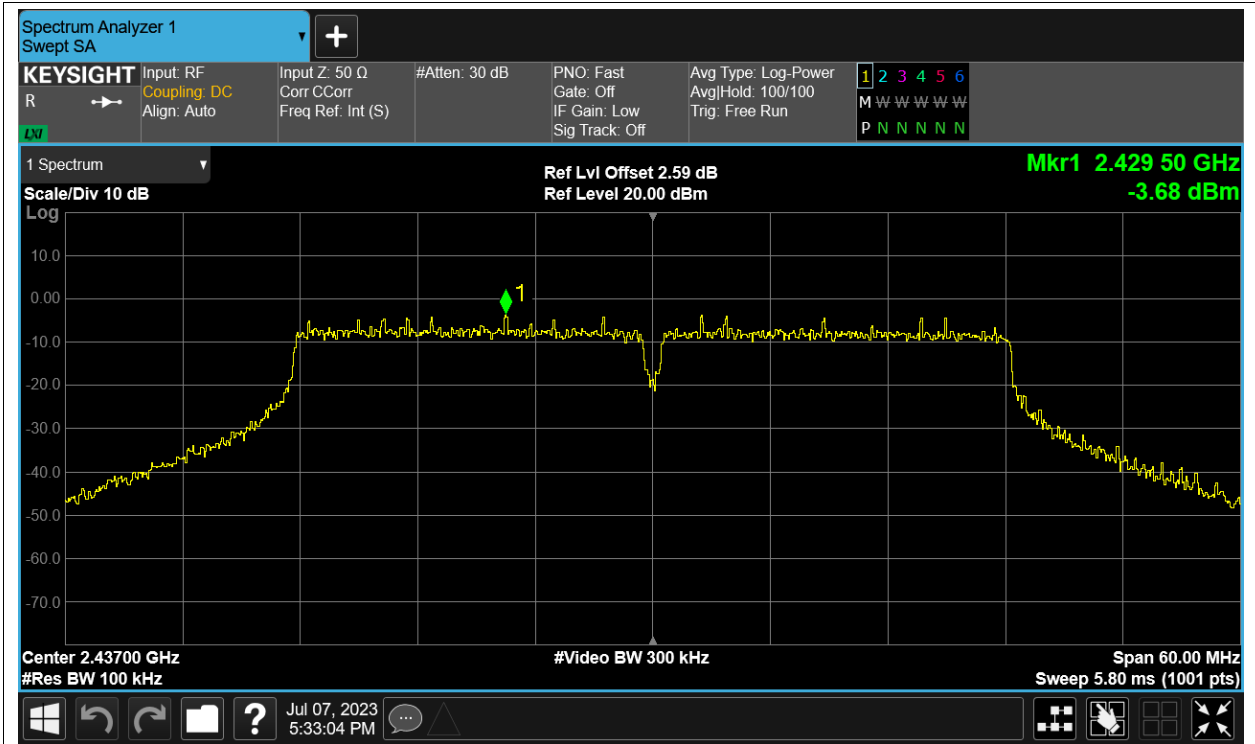 Spectrum Analyzer 1
Swept SA
KEYSIGHT
R
LXI
Input: RF
Coupling: DC
Align: Auto
Input Z: 50 Ω
Corr CCorr
Freq Ref: Int (S)
#Atten: 30 dB
PNO: Fast
Gate: Off
IF Gain: Low
Sig Track: Off
Avg Type: Log-Power
Avg|Hold: 100/100
Trig: Free Run
1 2 3 4 5 6
M W W W W W
P N N N N N
1 Spectrum
Scale/Div 10 dB
Log
Ref Lvl Offset 2.59 dB
Ref Level 20.00 dBm
Mkr1 2.429 50 GHz
-3.68 dBm
10.0
0.00
1
-10.0
-20.0
-30.0
-40.0
-50.0
-60.0
-70.0
Center 2.43700 GHz
#Video BW 300 kHz
Span 60.00 MHz
#Res BW 100 kHz
Sweep 5.80 ms (1001 pts)
?
Jul 07, 2023
5:33:04 PM